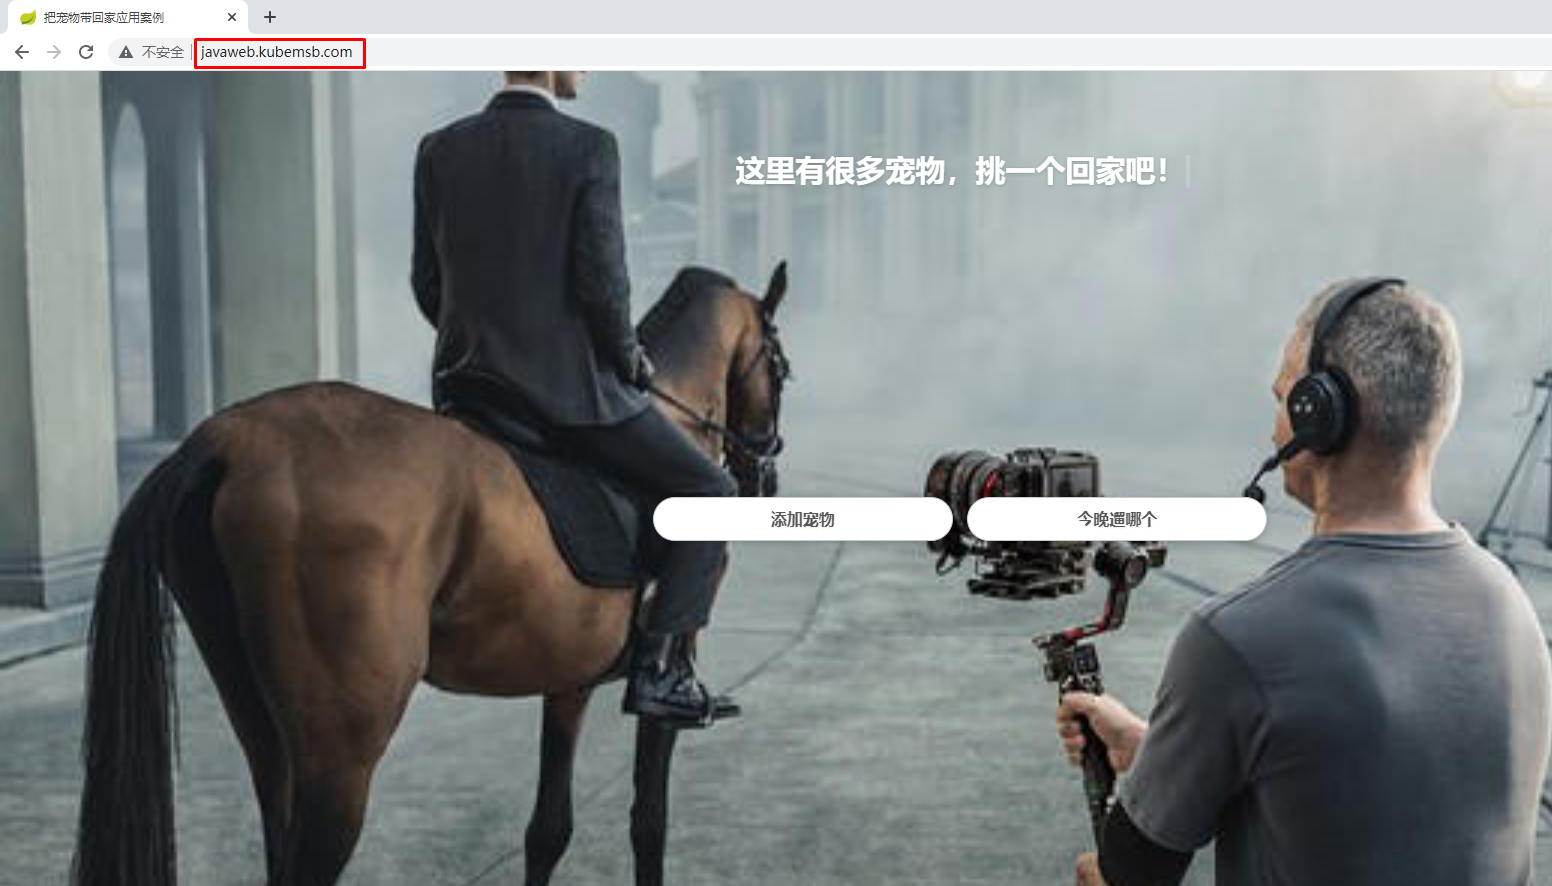 把宠物带回家应用案例
不安全
javaweb.kubemsb.com
这里有很多宠物，挑一个回家吧！
添加宠物
今晚遛哪个